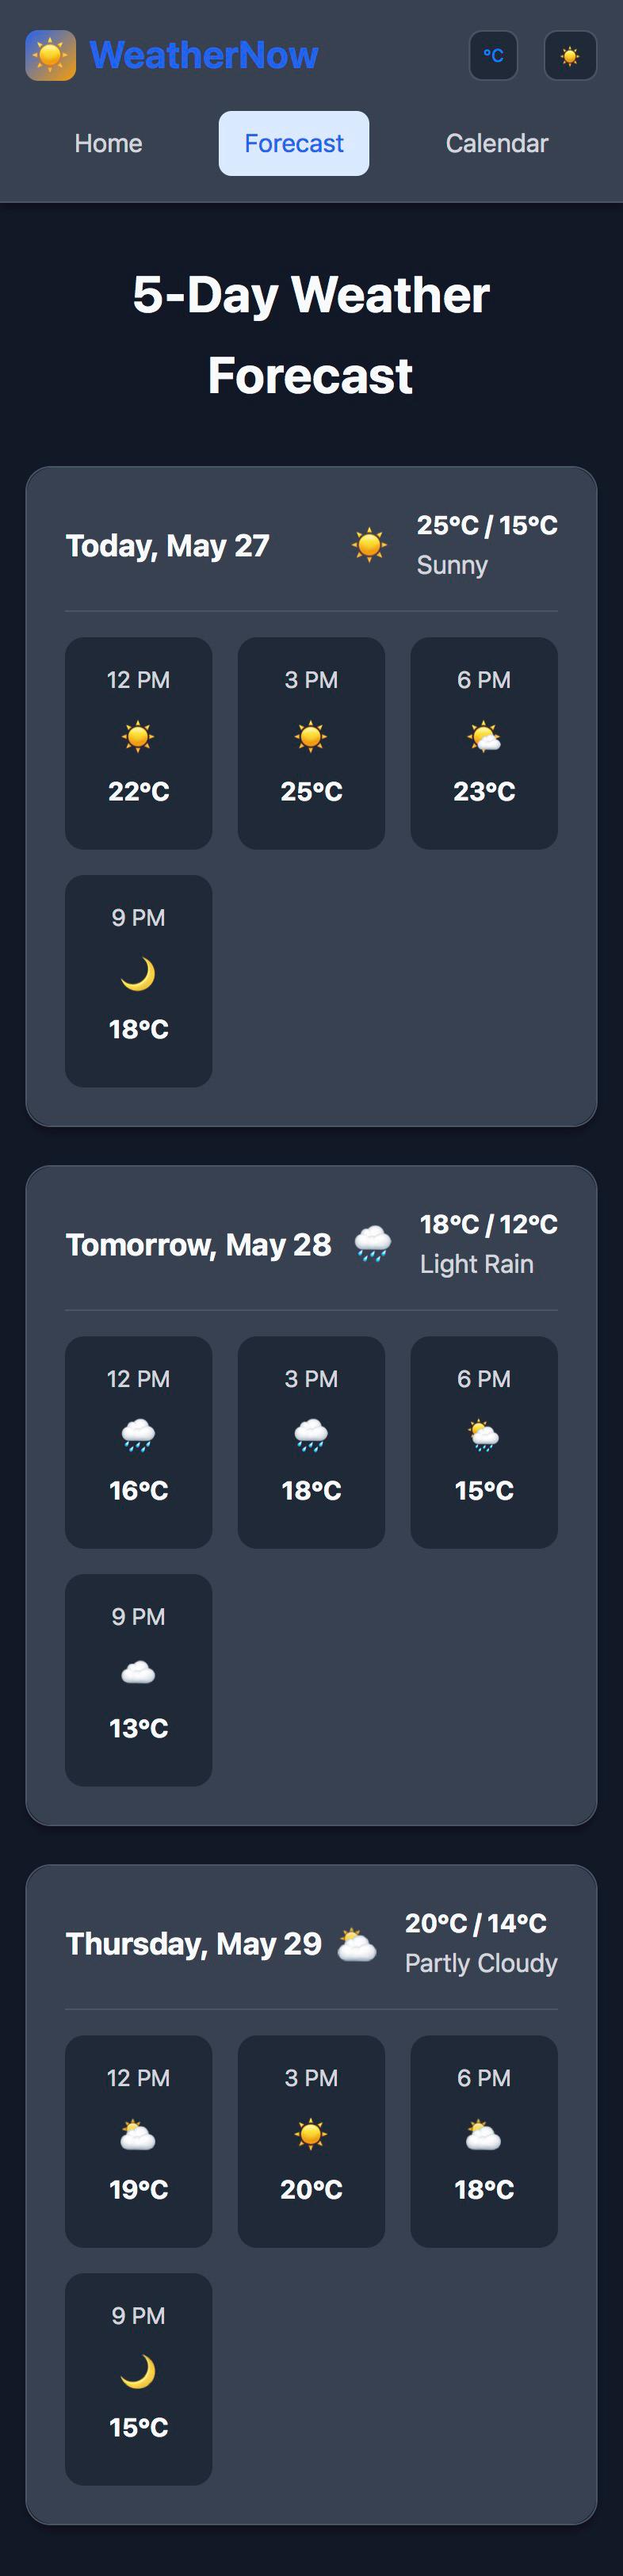 WeatherNow
°C
Home
Forecast
Calendar
5-Day Weather
Forecast
Today, May 27
25°C / 15°C
Sunny
12 PM
22°C
3 PM
25°C
6 PM
23°C
9 PM
18°C
Tomorrow, May 28
18°C / 12°C
Light Rain
12 PM
16°C
3 PM
18°C
6 PM
15°C
9 PM
13°C
Thursday, May 29
20°C / 14°C
Partly Cloudy
12 PM
19°C
3 PM
20°C
6 PM
18°C
9 PM
15°C